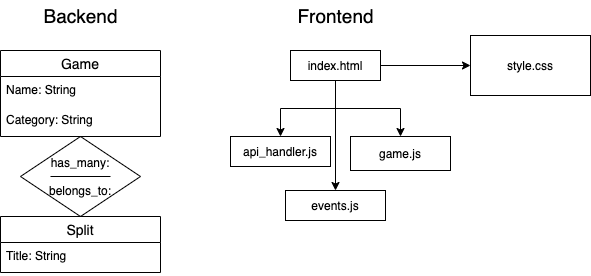 Backend
Game
Name: String
Category: String
has_many:
belongs_to:
Split
Title: String
Frontend
index.html
style.css
api_handler.js
game.js
events.js